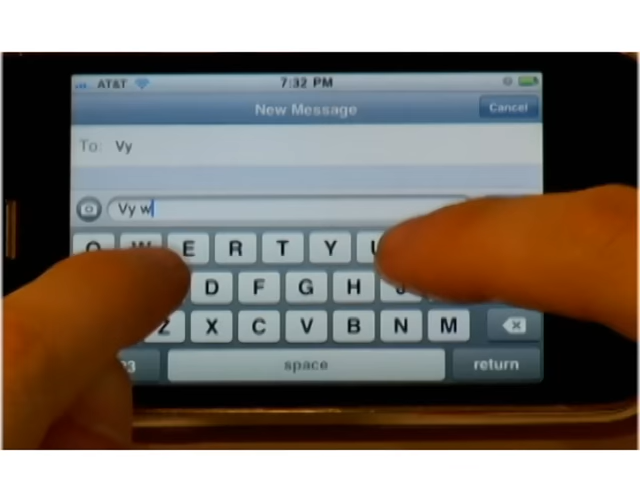 AT&T 7:32 PM
New Message Cancel
To: Vy
Vy w
Q W E R T Y U
D F G H J
Z X C V B N M
space return